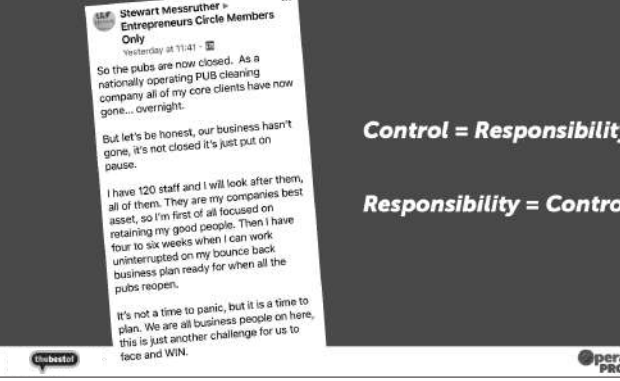 Stewart Messruther ▸
Entrepreneurs Circle Members
Only
Yesterday at 11:41 ·
So the pubs are now closed. As a
nationally operating PUB cleaning
company all of my core clients have now
gone... overnight.
But let's be honest, our business hasn't
gone, it's not closed it's just put on
pause.
I have 120 staff and I will look after them,
all of them. They are my companies best
asset, so I'm first of all focused on
retaining my good people. Then I have
four to six weeks when I can work
uninterrupted on my bounce back
business plan ready for when all the
pubs reopen.
It's not a time to panic, but it is a time to
plan. We are all business people on here,
this is just another challenge for us to
face and WIN.
Control = Responsibility
Responsibility = Contro
thebestof
Opera
PRO